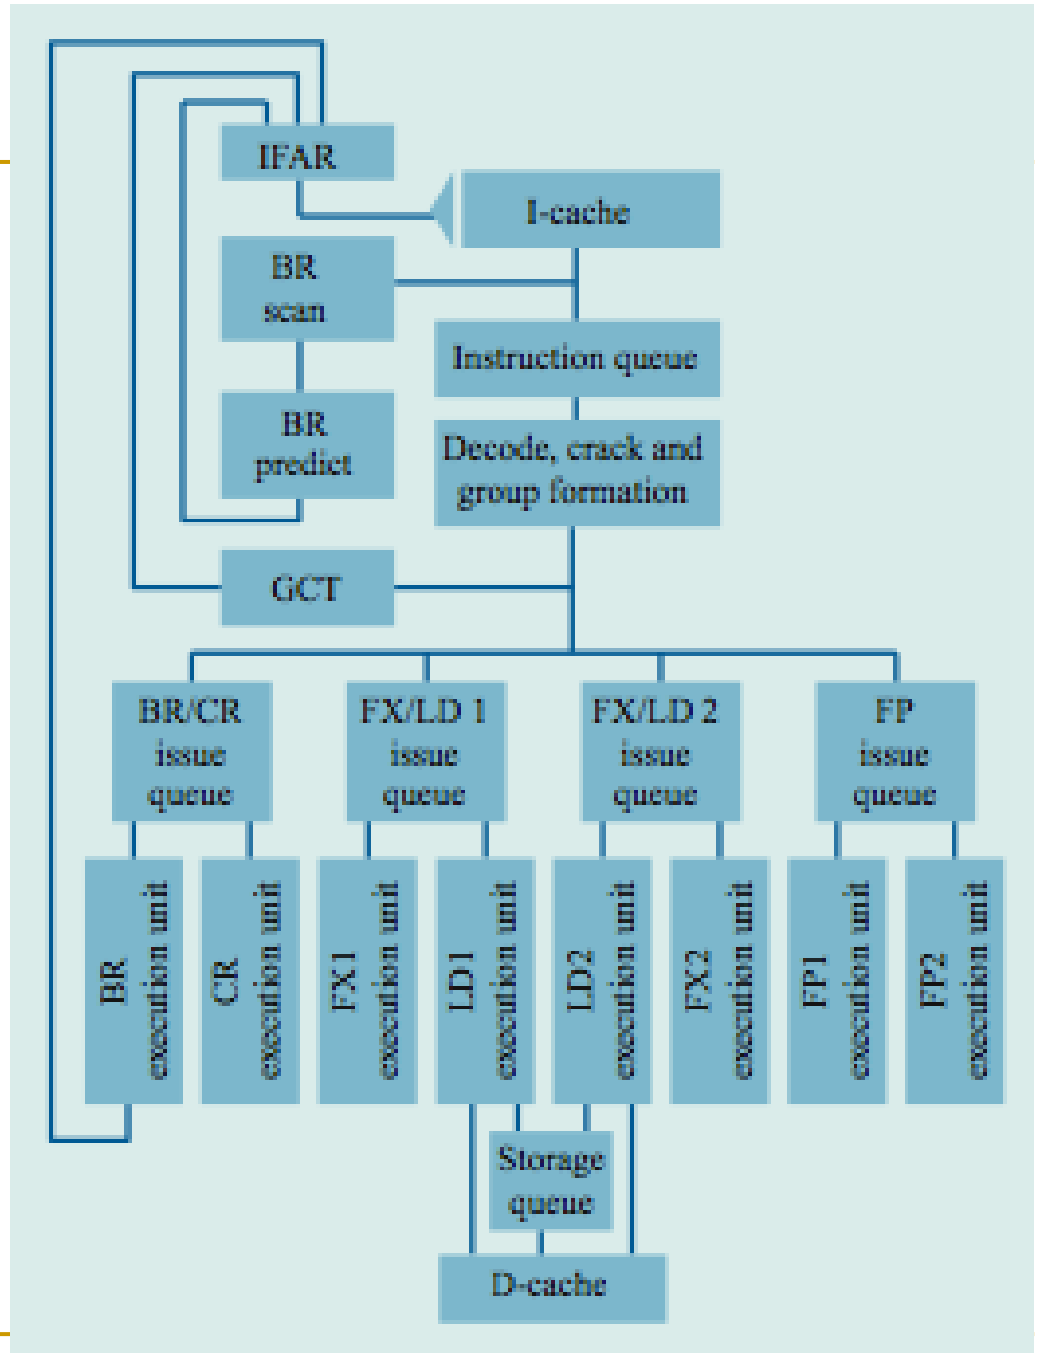 IFAR
I-cache
BR
scan
Instruction queue
BR
predict
Decode, crack and
group formation
GCT
BR/CR
issue
queue
FX/LD 1
issue
queue
FX/LD 2
issue
queue
FP
issue
queue
BR
execution unit
CR
execution unit
FX1
execution unit
LD1
execution unit
LD2
execution unit
FX2
execution unit
FP1
execution unit
FP2
execution unit
Storage
queue
D-cache